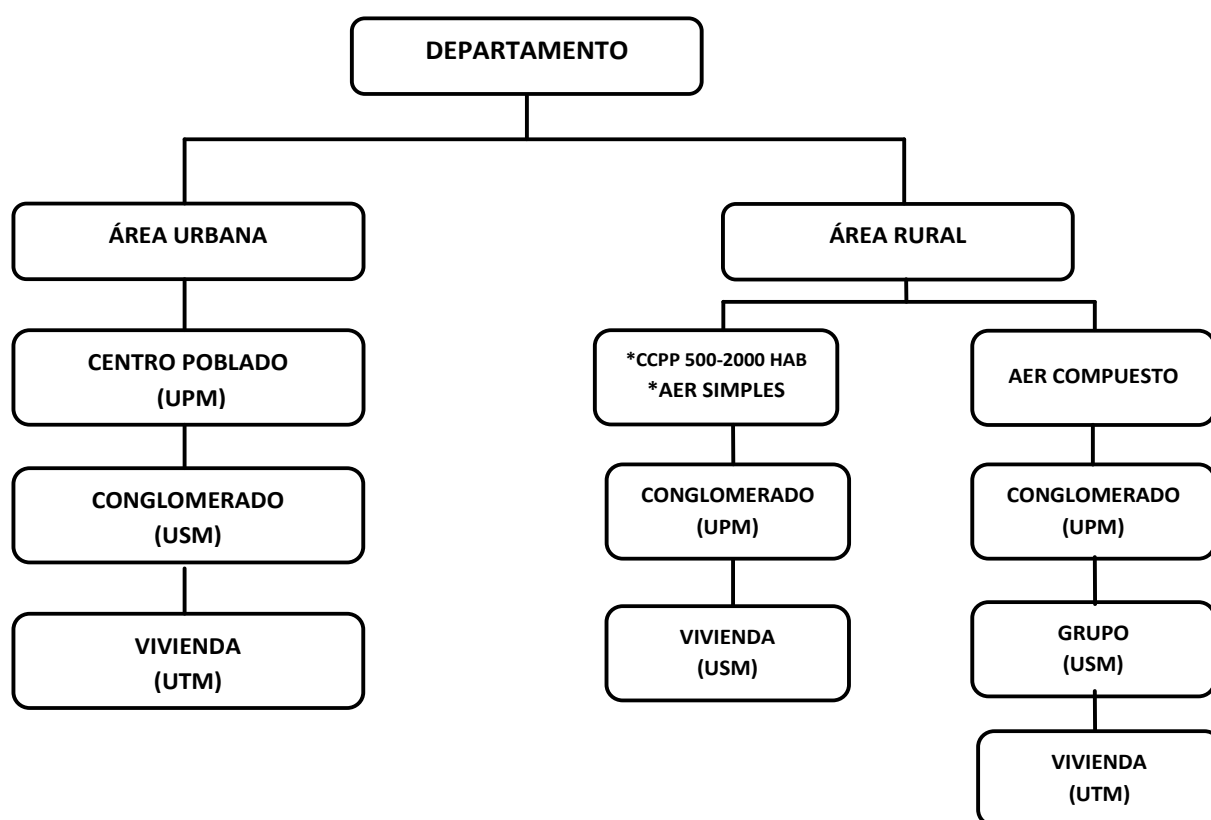 DEPARTAMENTO
ÁREA URBANA
ÁREA RURAL
CENTRO POBLADO
(UPM)
*CCPP 500-2000 HAB
*AER SIMPLES
AER COMPUESTO
CONGLOMERADO
(USM)
CONGLOMERADO
(UPM)
CONGLOMERADO
(UPM)
VIVIENDA
(UTM)
VIVIENDA
(USM)
GRUPO
(USM)
VIVIENDA
(UTM)